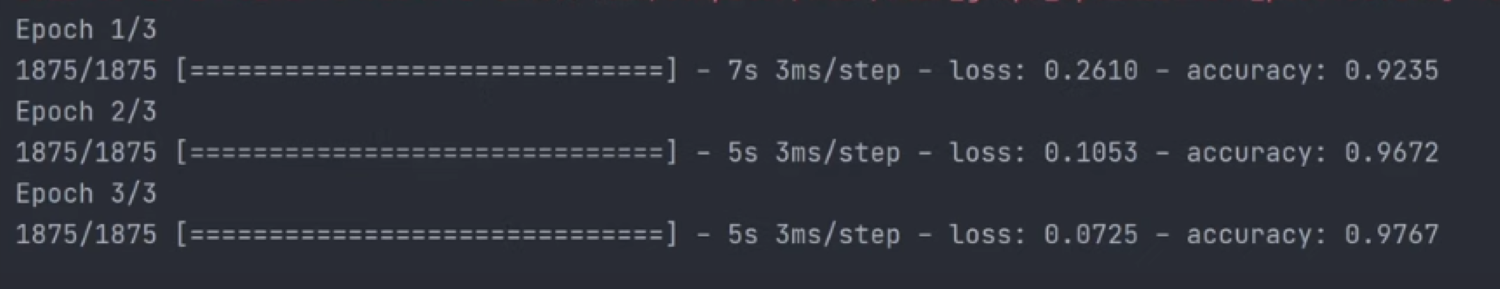 Epoch 1/3
1875/1875 [==============================] - 7s 3ms/step - loss: 0.2610 - accuracy: 0.9235
Epoch 2/3
1875/1875 [==============================] - 5s 3ms/step - loss: 0.1053 - accuracy: 0.9672
Epoch 3/3
1875/1875 [==============================] - 5s 3ms/step - loss: 0.0725 - accuracy: 0.9767